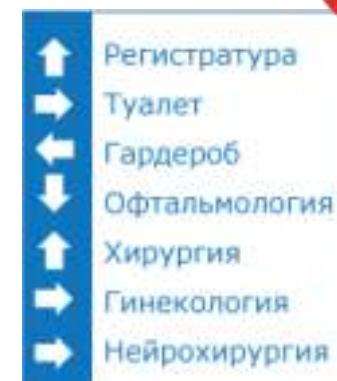 Регистратура
Туалет
Гардероб
Офтальмология
Хирургия
Гинекология
Нейрохирургия